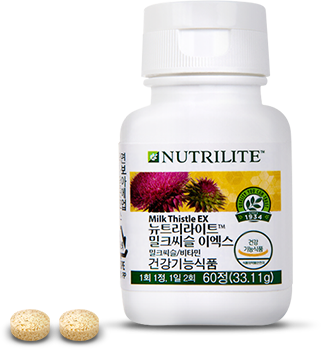 NUTRILITE™
Milk Thistle EX
뉴트리라이트™
밀크씨슬 이엑스
밀크씨슬/비타민
건강기능식품
1회 1정, 1일 2회
60정(33.11g)
1934
건강
기능식품